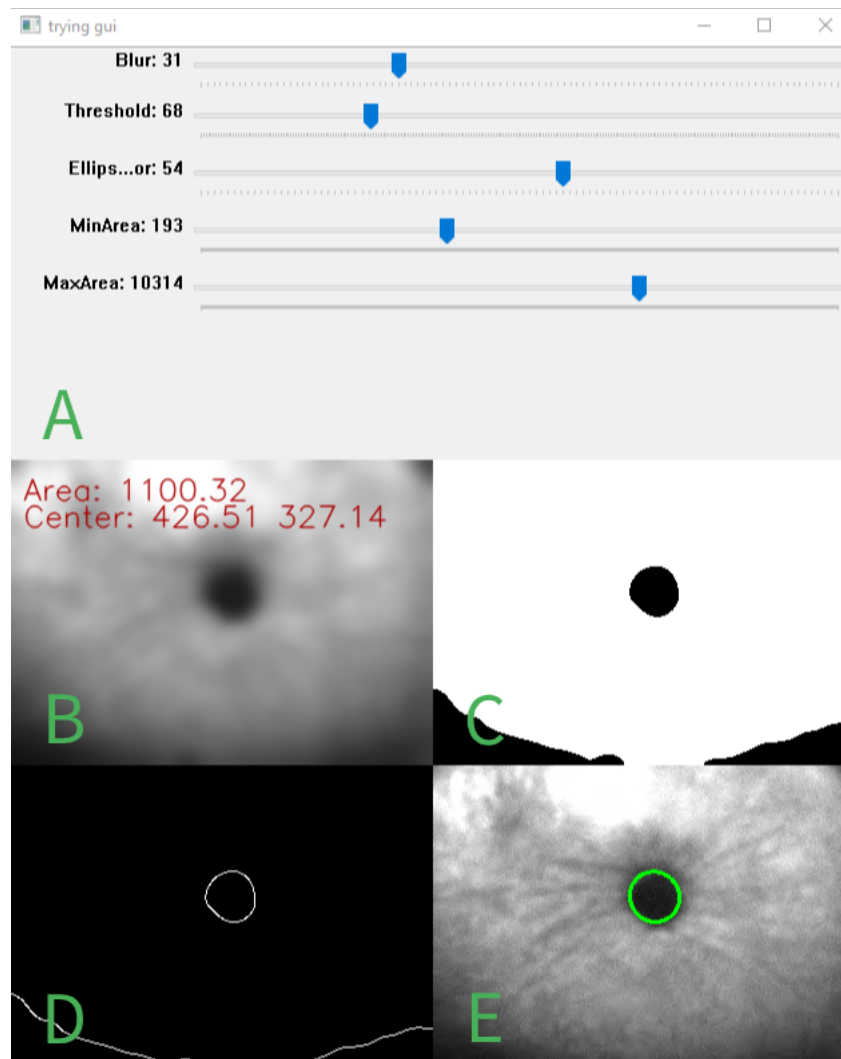 trying gui
Blur: 31
Threshold: 68
Ellips...or: 54
MinArea: 193
MaxArea: 10314
A
Area: 1100.32
Center: 426.51 327.14
B
C
D
E